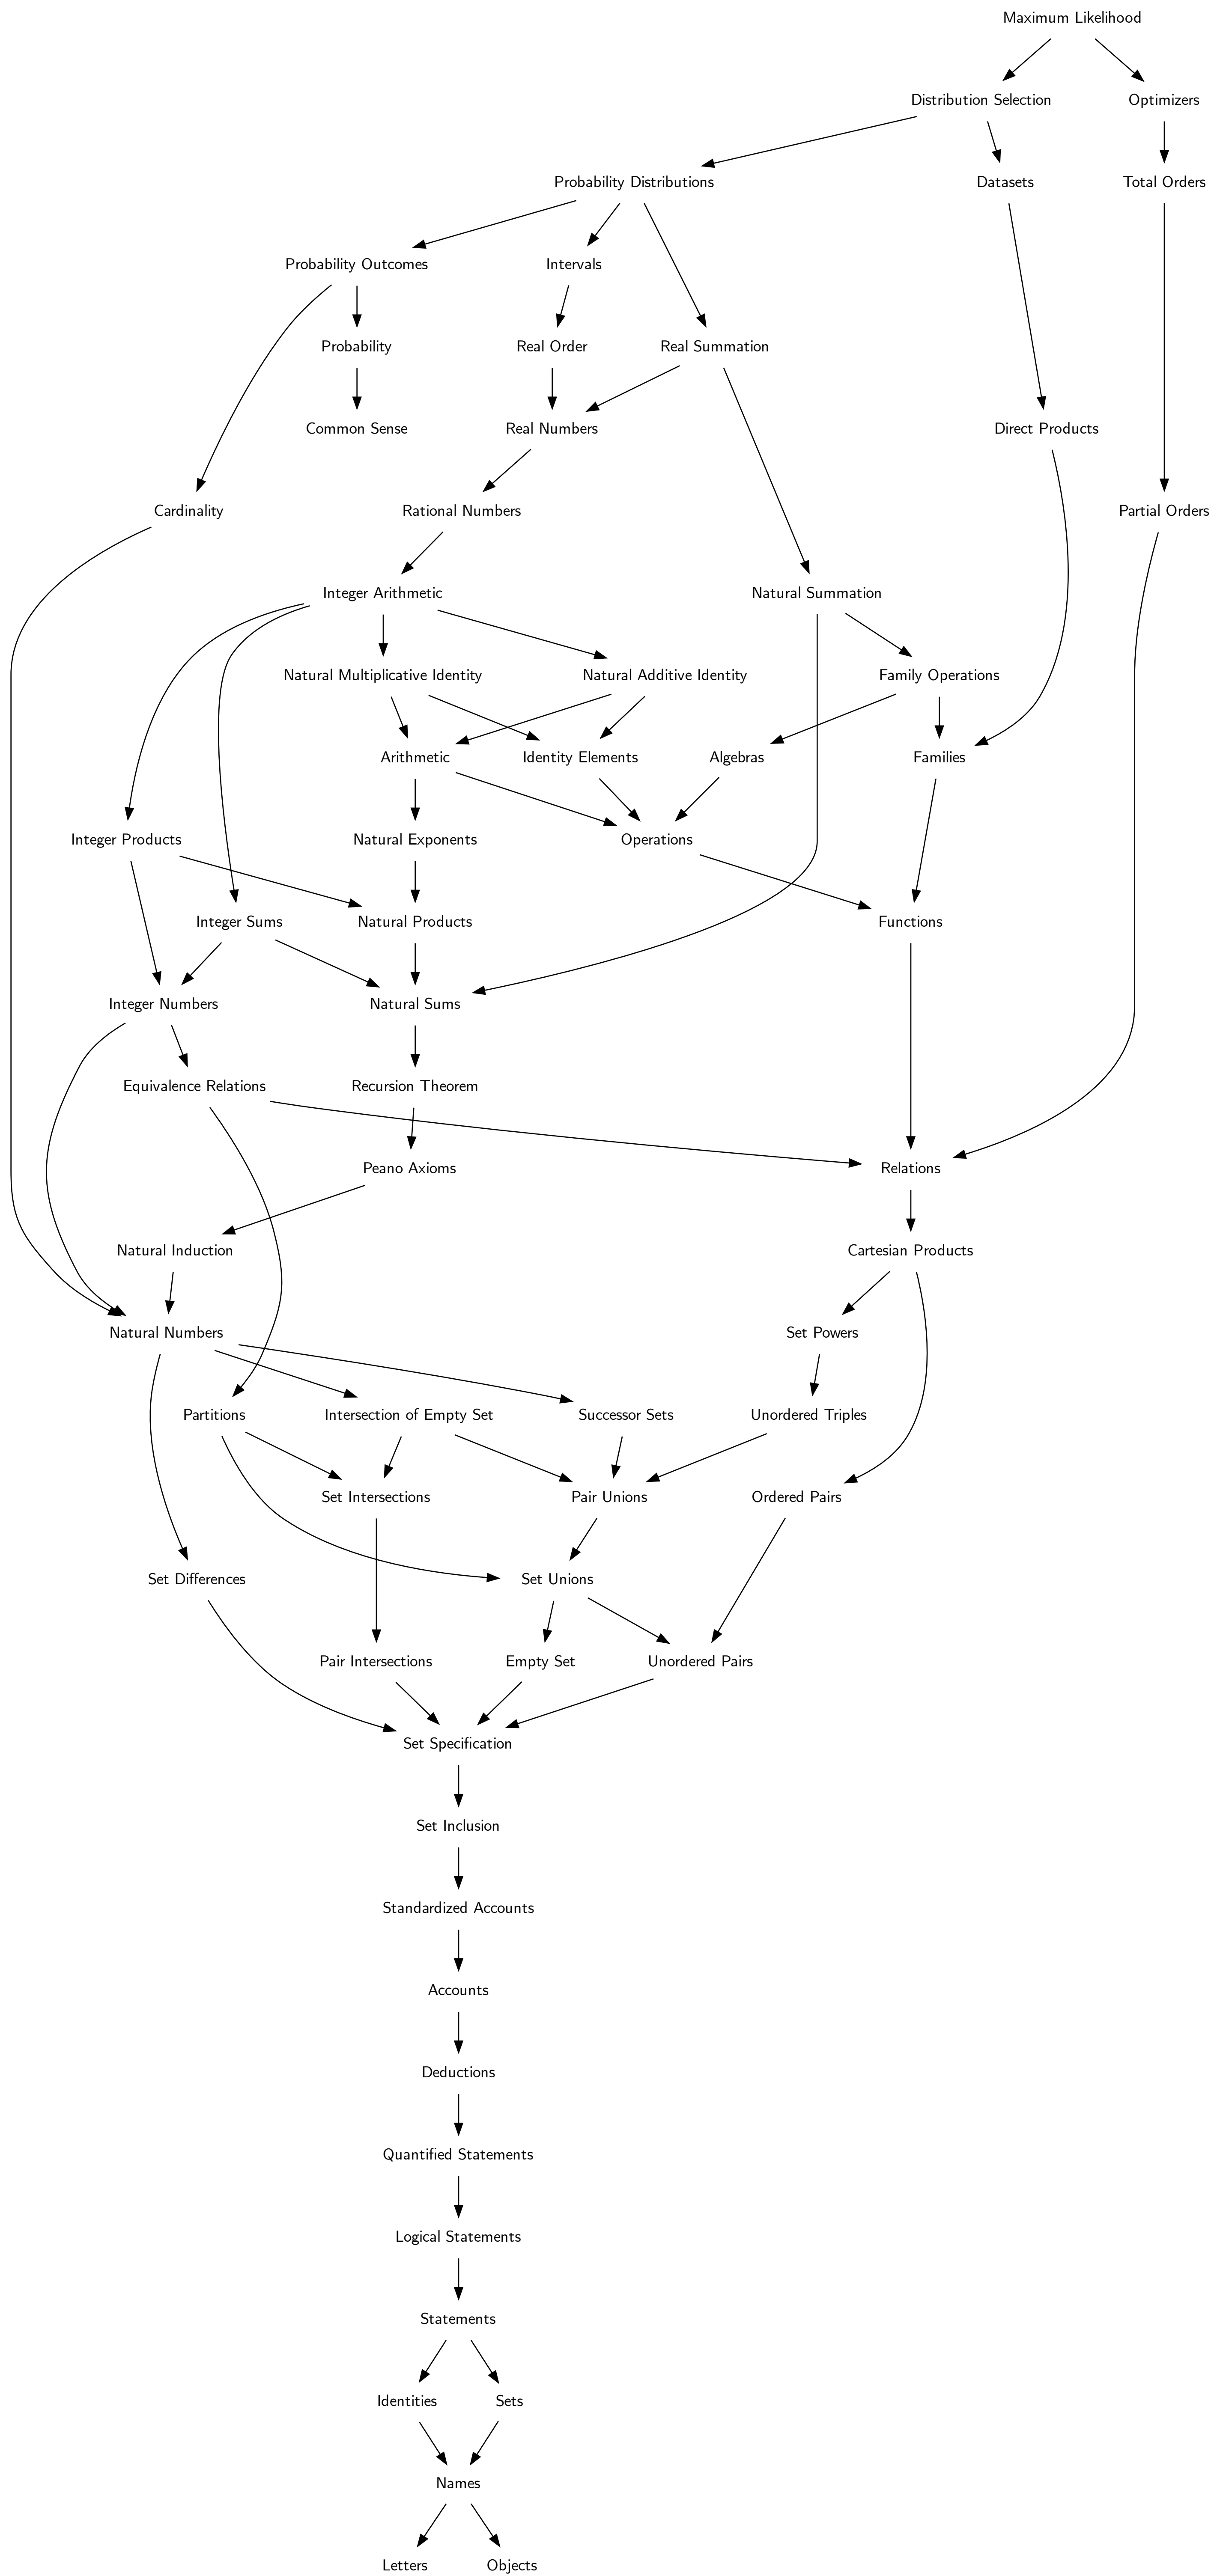 Maximum Likelihood
Distribution Selection
Optimizers
Probability Distributions
Datasets
Total Orders
Probability Outcomes
Intervals
Probability
Real Order
Real Summation
Common Sense
Real Numbers
Direct Products
Cardinality
Rational Numbers
Partial Orders
Integer Arithmetic
Natural Summation
Natural Multiplicative Identity
Natural Additive Identity
Family Operations
Arithmetic
Identity Elements
Algebras
Families
Integer Products
Natural Exponents
Operations
Integer Sums
Natural Products
Functions
Integer Numbers
Natural Sums
Equivalence Relations
Recursion Theorem
Peano Axioms
Relations
Natural Induction
Cartesian Products
Natural Numbers
Set Powers
Partitions
Intersection of Empty Set
Successor Sets
Unordered Triples
Set Intersections
Pair Unions
Ordered Pairs
Set Differences
Set Unions
Pair Intersections
Empty Set
Unordered Pairs
Set Specification
Set Inclusion
Standardized Accounts
Accounts
Deductions
Quantified Statements
Logical Statements
Statements
Identities
Sets
Names
Letters
Objects